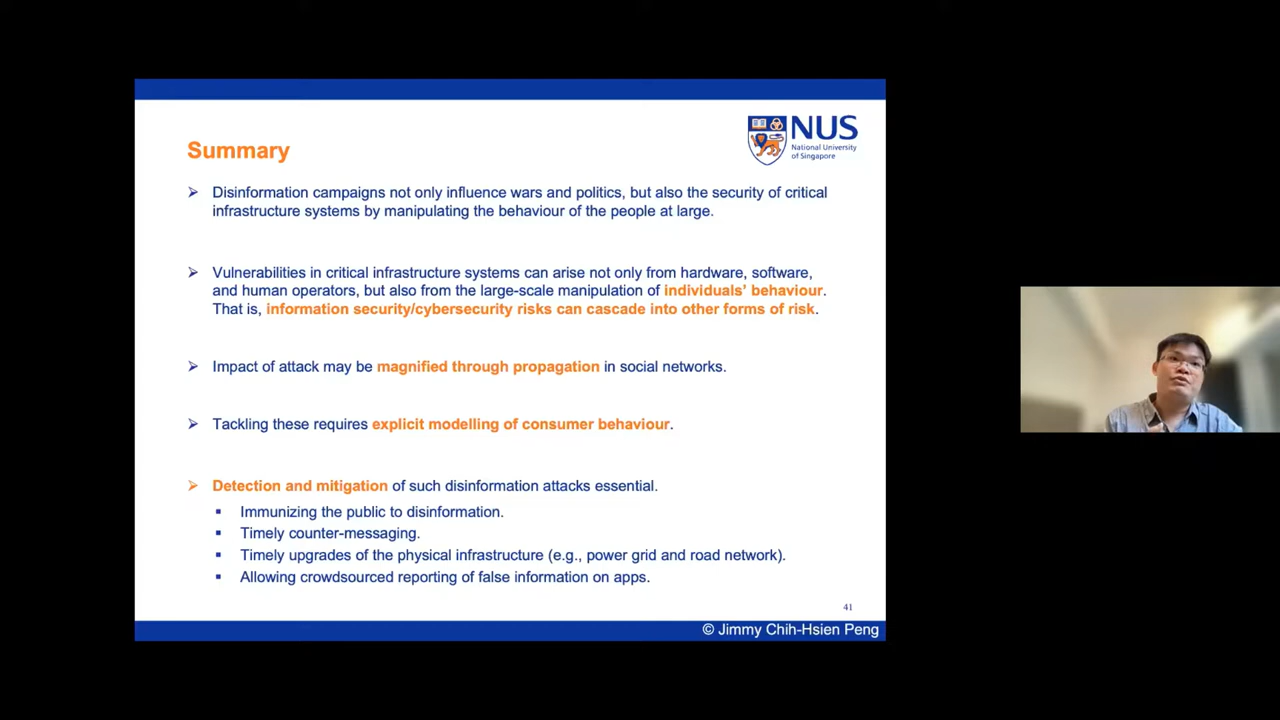 NUS
National University
of Singapore
Summary
➢ Disinformation campaigns not only influence wars and politics, but also the security of critical
infrastructure systems by manipulating the behaviour of the people at large.
➢ Vulnerabilities in critical infrastructure systems can arise not only from hardware, software,
and human operators, but also from the large-scale manipulation of individuals’ behaviour.
That is, information security/cybersecurity risks can cascade into other forms of risk.
➢ Impact of attack may be magnified through propagation in social networks.
➢ Tackling these requires explicit modelling of consumer behaviour.
➢ Detection and mitigation of such disinformation attacks essential.
▪ Immunizing the public to disinformation.
▪ Timely counter-messaging.
▪ Timely upgrades of the physical infrastructure (e.g., power grid and road network).
▪ Allowing crowdsourced reporting of false information on apps.
41
© Jimmy Chih-Hsien Peng